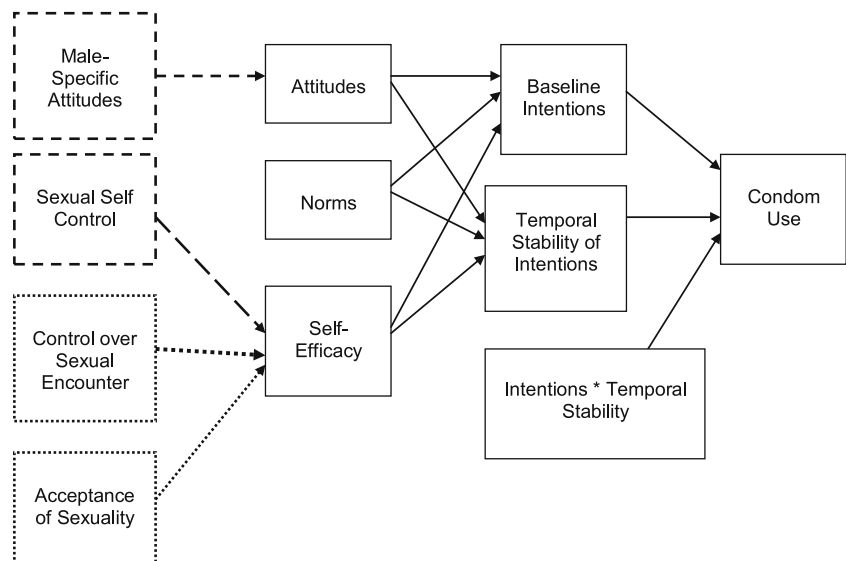 Male-
Specific
Attitudes
Attitudes
Baseline
Intentions
Sexual Self
Control
Norms
Temporal
Stability of
Intentions
Condom
Use
Control over
Sexual
Encounter
Self-
Efficacy
Intentions * Temporal
Stability
Acceptance
of Sexuality